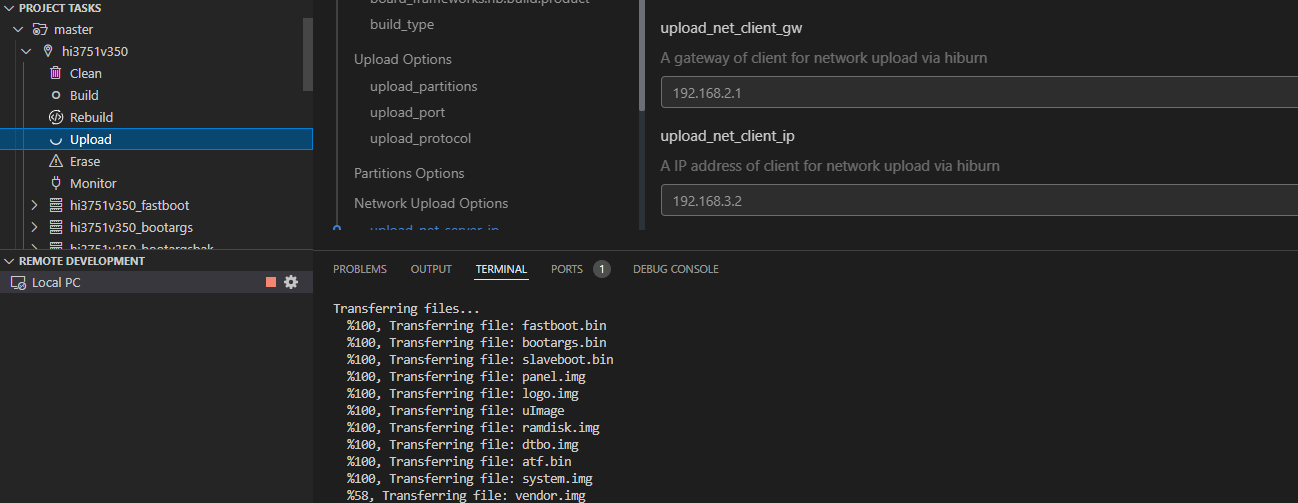 PROJECT TASKS
master
hi3751v350
Clean
Build
Rebuild
Upload
Erase
Monitor
hi3751v350_fastboot
hi3751v350_bootargs
hi3751v350_bootargsbak
REMOTE DEVELOPMENT
Local PC
board_frameworks.hb.build.product
build_type
Upload Options
upload_partitions
upload_port
upload_protocol
Partitions Options
Network Upload Options
upload_net_server_ip
upload_net_client_gw
A gateway of client for network upload via hiburn
192.168.2.1
upload_net_client_ip
A IP address of client for network upload via hiburn
192.168.3.2
PROBLEMS OUTPUT TERMINAL PORTS 1 DEBUG CONSOLE
Transferring files...
%100, Transferring file: fastboot.bin
%100, Transferring file: bootargs.bin
%100, Transferring file: slaveboot.bin
%100, Transferring file: panel.img
%100, Transferring file: logo.img
%100, Transferring file: uImage
%100, Transferring file: ramdisk.img
%100, Transferring file: dtbo.img
%100, Transferring file: atf.bin
%100, Transferring file: system.img
%58, Transferring file: vendor.img